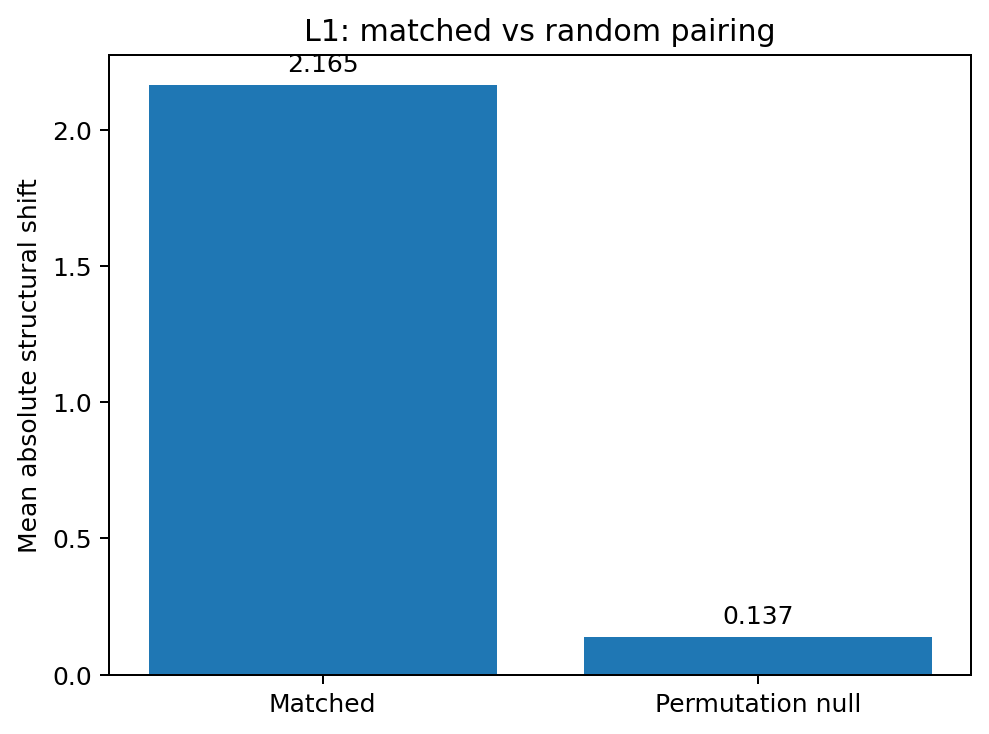 L1: matched vs random pairing
Mean absolute structural shift
2.0
1.5
1.0
0.5
0.0
2.165
0.137
Matched
Permutation null